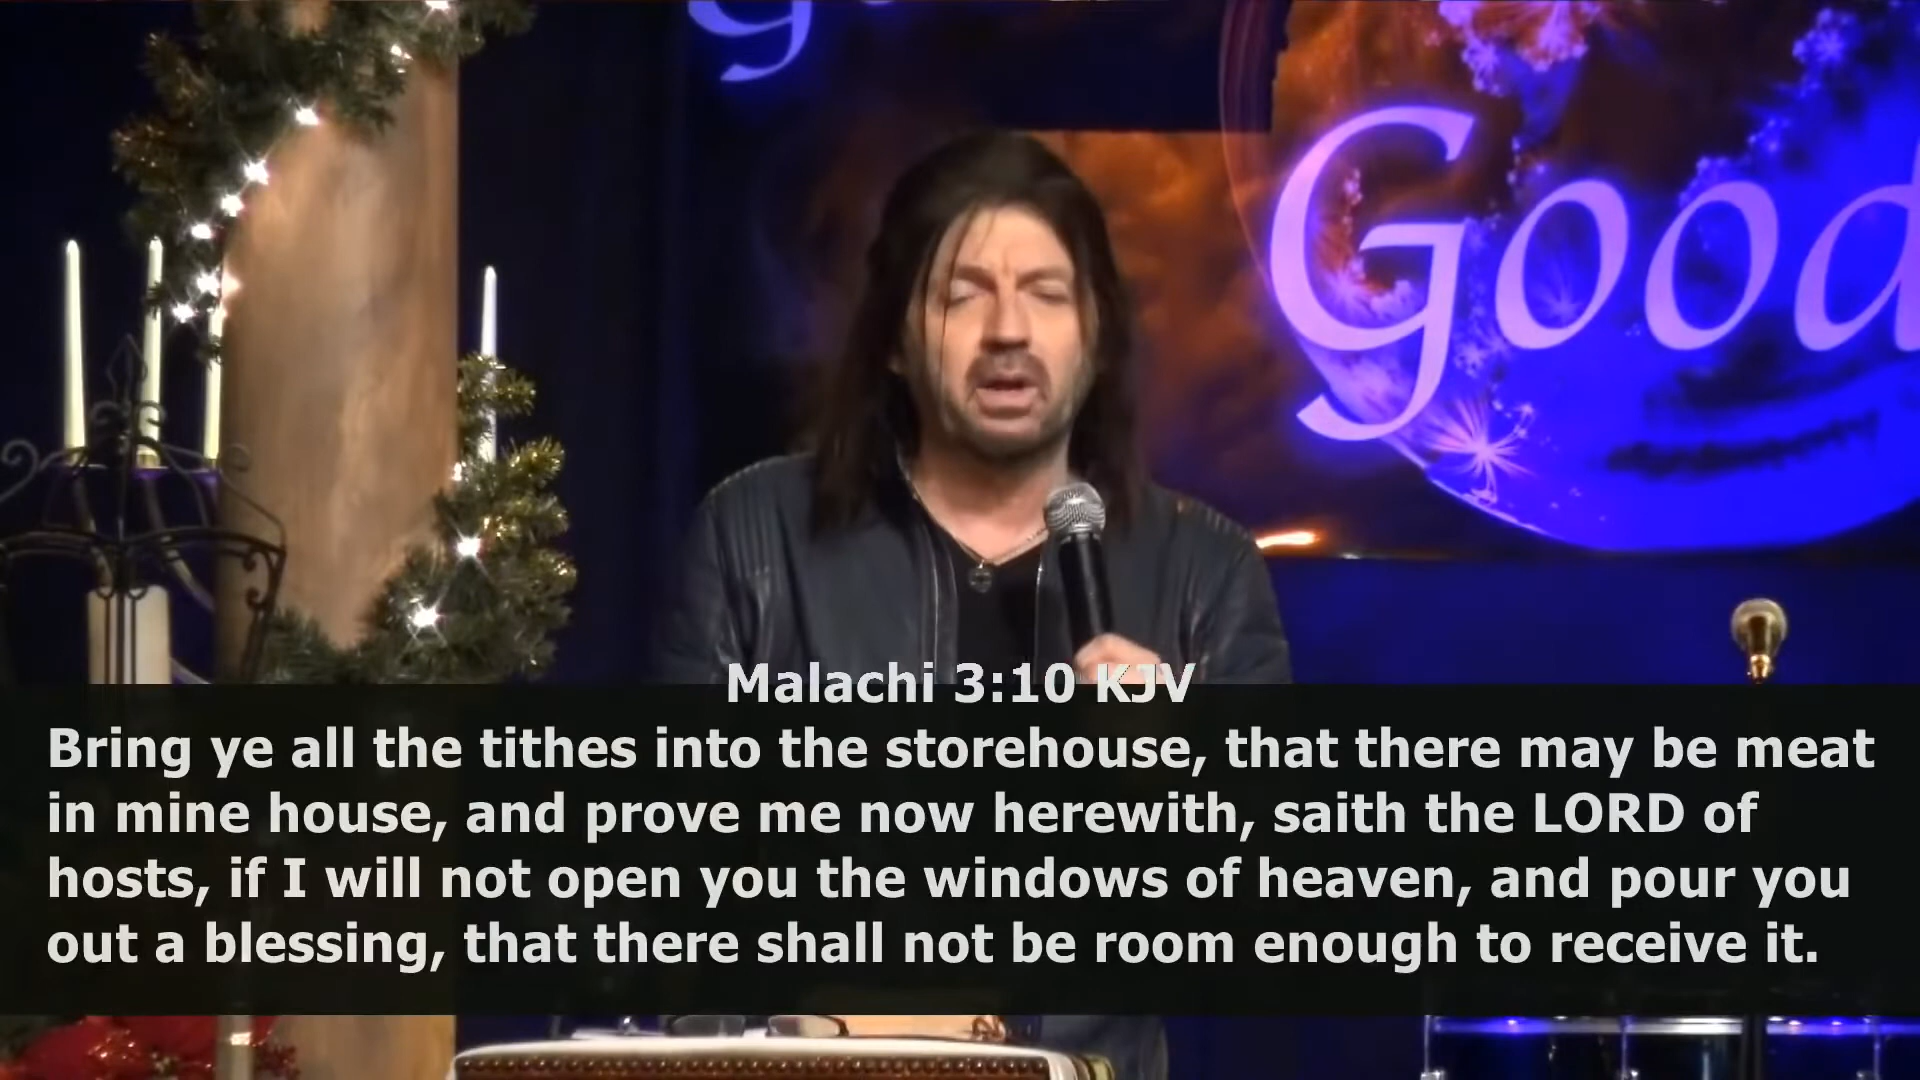 g
Good
Malachi 3:10 KJV
Bring ye all the tithes into the storehouse, that there may be meat
in mine house, and prove me now herewith, saith the LORD of
hosts, if I will not open you the windows of heaven, and pour you
out a blessing, that there shall not be room enough to receive it.